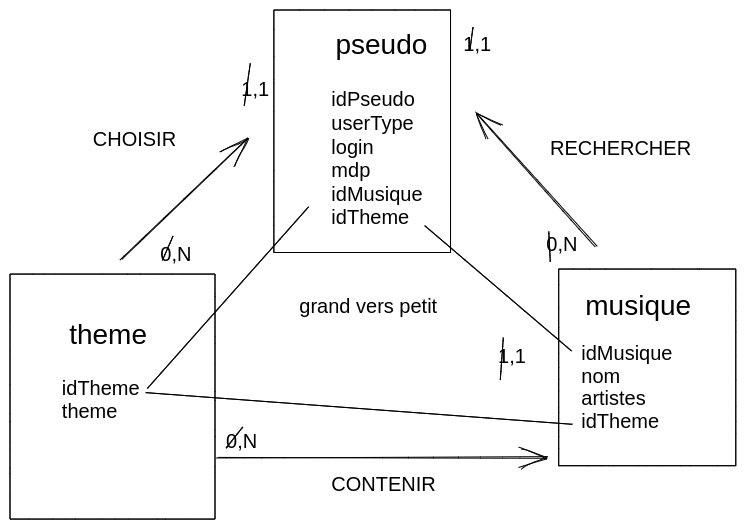 pseudo
1,1
1,1
idPseudo
userType
login
mdp
idMusique
idTheme
CHOISIR
RECHERCHER
0,N
0,N
grand vers petit
theme
musique
idTheme
theme
1,1
idMusique
nom
artistes
idTheme
0,N
CONTENIR